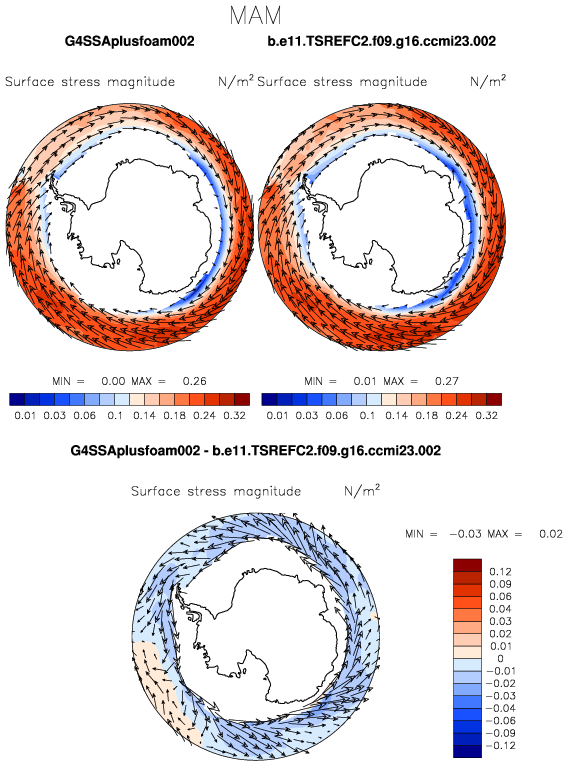 MAM
G4SSAplusfoam002 b.e11.TSREFC2.f09.g16.ccmi23.002
Surface stress magnitude N/m² Surface stress magnitude N/m²
MIN = 0.00 MAX = 0.26 MIN = 0.01 MAX = 0.27
0.01 0.03 0.06 0.1 0.14 0.18 0.24 0.32 0.01 0.03 0.06 0.1 0.14 0.18 0.24 0.32
G4SSAplusfoam002 - b.e11.TSREFC2.f09.g16.ccmi23.002
Surface stress magnitude N/m²
MIN = -0.03 MAX = 0.02
0.12
0.09
0.06
0.04
0.03
0.02
0.01
0
-0.01
-0.02
-0.03
-0.04
-0.06
-0.09
-0.12